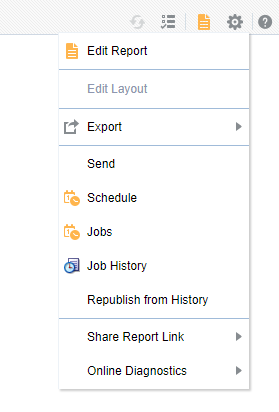 Edit Report
Edit Layout
Export
Send
Schedule
Jobs
Job History
Republish from History
Share Report Link
Online Diagnostics